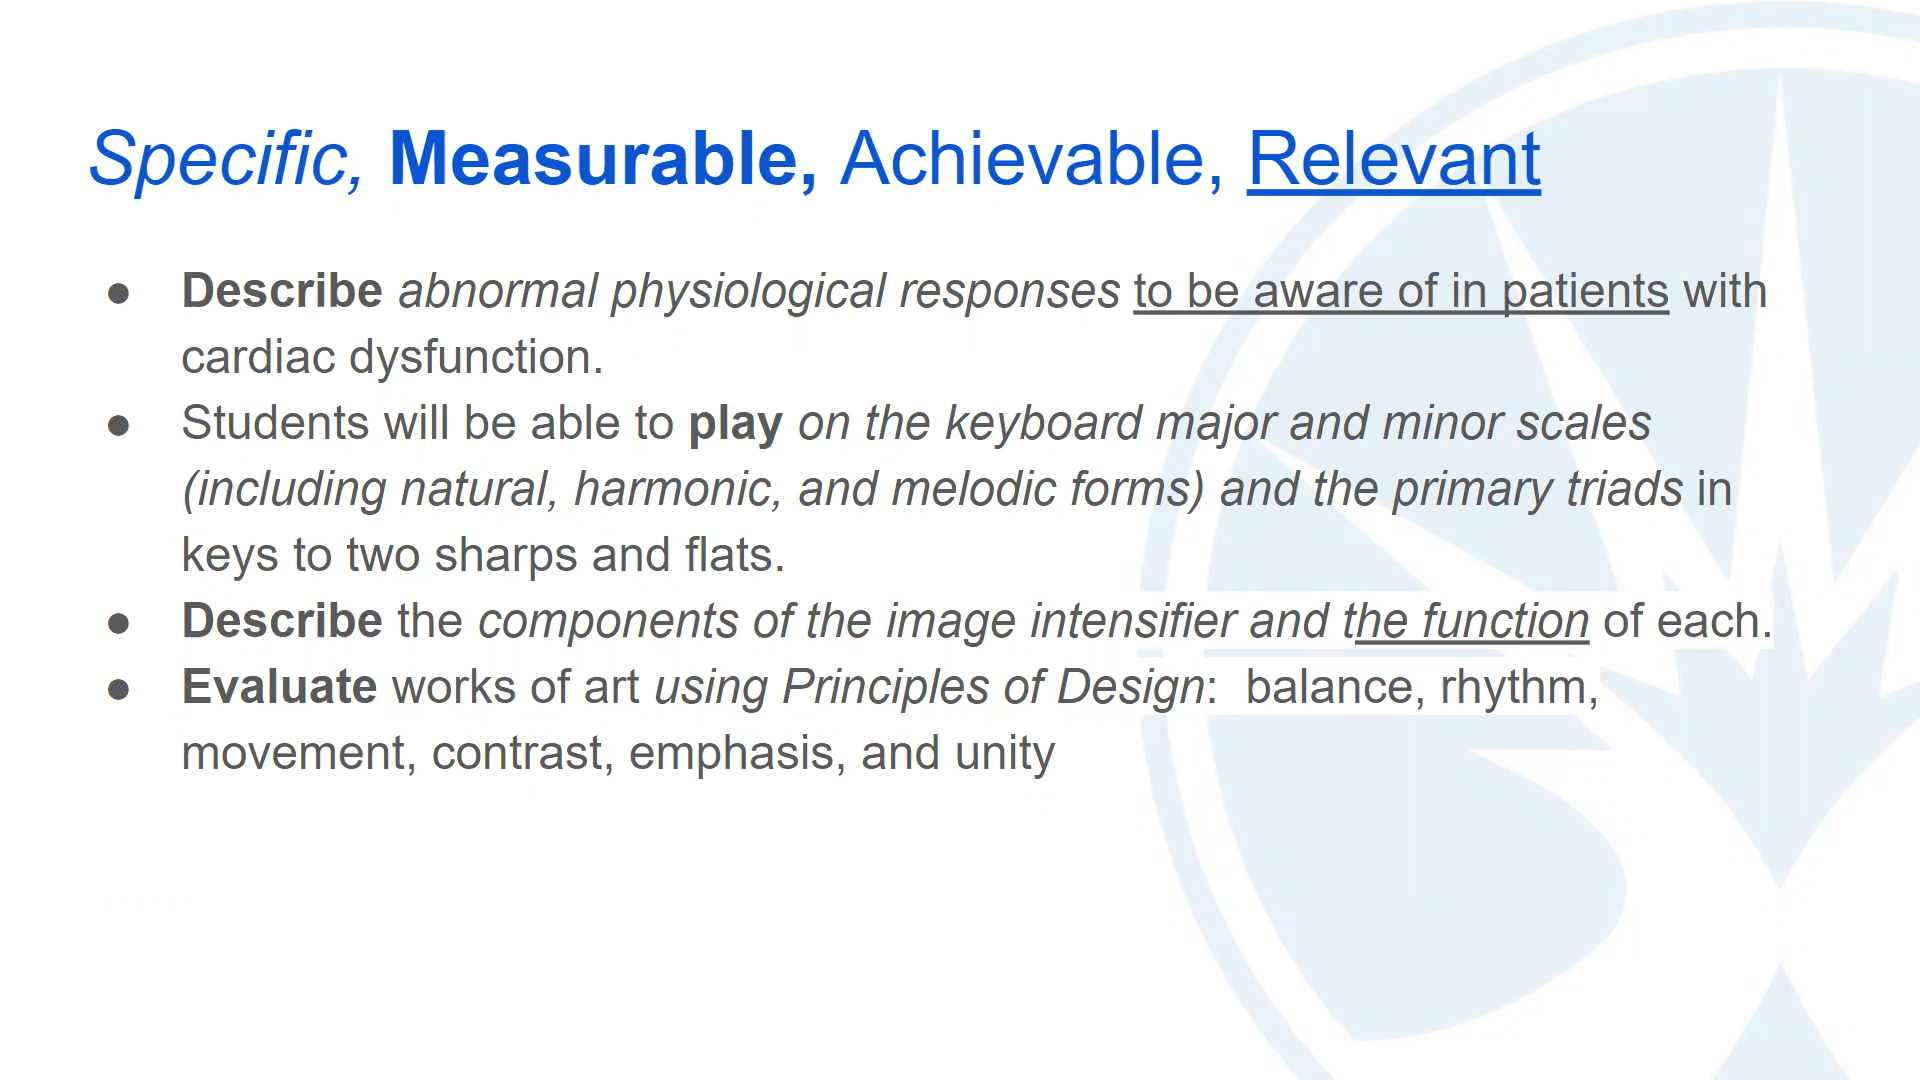 Specific, Measurable, Achievable, Relevant
● Describe abnormal physiological responses to be aware of in patients with
cardiac dysfunction.
● Students will be able to play on the keyboard major and minor scales
(including natural, harmonic, and melodic forms) and the primary triads in
keys to two sharps and flats.
● Describe the components of the image intensifier and the function of each.
● Evaluate works of art using Principles of Design:  balance, rhythm,
movement, contrast, emphasis, and unity